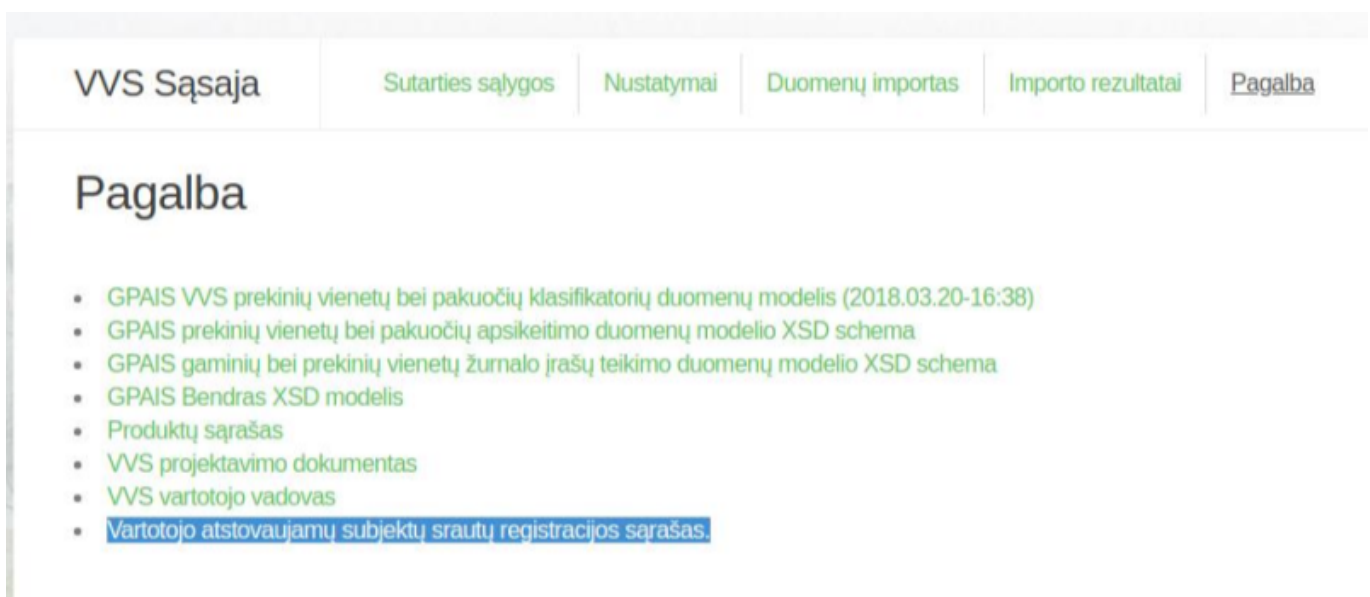 VVS Sąsaja
Sutarties sąlygos
Nustatymai
Duomenų importas
Importo rezultatai
Pagalba
Pagalba
GPAIS VVS prekinių vienetų bei pakuočių klasifikatorių duomenų modelis (2018.03.20-16:38)
GPAIS prekinių vienetų bei pakuočių apsikeitimo duomenų modelio XSD schema
GPAIS gaminių bei prekinių vienetų žurnalo įrašų teikimo duomenų modelio XSD schema
GPAIS Bendras XSD modelis
Produktų sąrašas
VVS projektavimo dokumentas
VVS vartotojo vadovas
Vartotojo atstovaujamų subjektų srautų registracijos sąrašas.